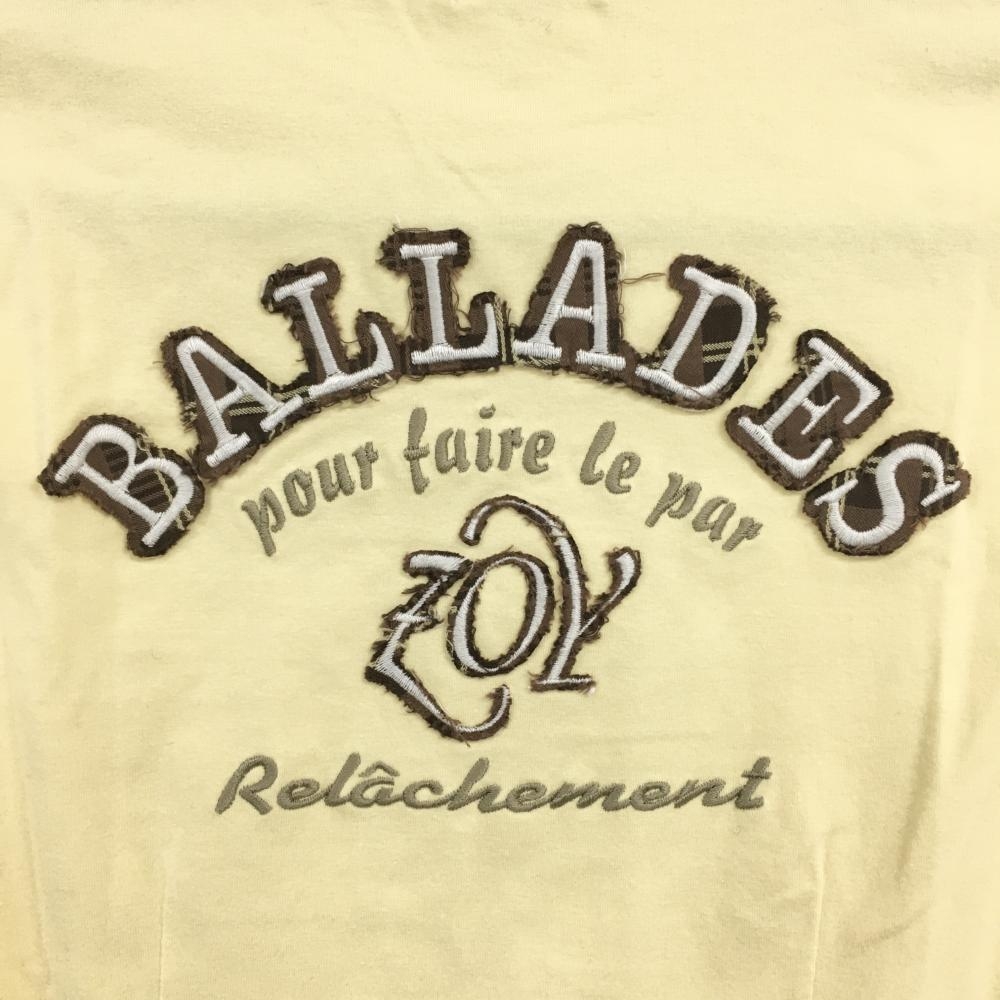 BALLADES
pour faire le par
ZOY
Relâchement